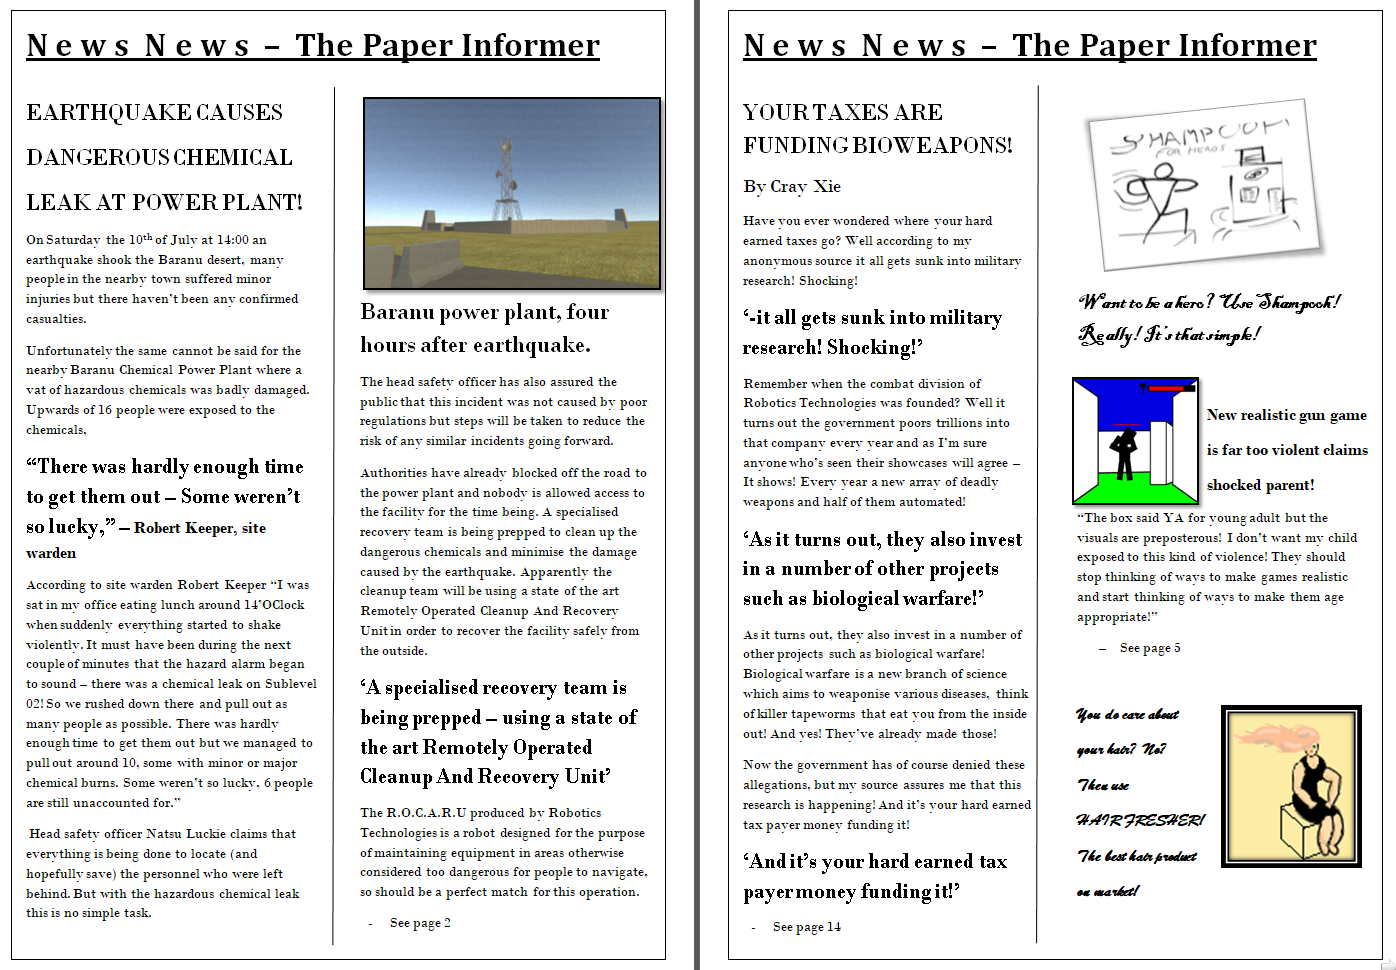 News News – The Paper Informer
EARTHQUAKE CAUSES
DANGEROUS CHEMICAL
LEAK AT POWER PLANT!
On Saturday the 10th of July at 14:00 an
earthquake shook the Baranu desert, many
people in the nearby town suffered minor
injuries but there haven't been any confirmed
casualties.
Unfortunately the same cannot be said for the
nearby Baranu Chemical Power Plant where a
vat of hazardous chemicals was badly damaged.
Upwards of 16 people were exposed to the
chemicals,
“There was hardly enough time
to get them out – Some weren't
so lucky,” – Robert Keeper, site
warden
According to site warden Robert Keeper “I was
sat in my office eating lunch around 14'OClock
when suddenly everything started to shake
violently. It must have been during the next
couple of minutes that the hazard alarm began
to sound – there was a chemical leak on Sublevel
02! So we rushed down there and pull out as
many people as possible. There was hardly
enough time to get them out but we managed to
pull out around 10, some with minor or major
chemical burns. Some weren't so lucky, 6 people
are still unaccounted for.”
Head safety officer Natsu Luckie claims that
everything is being done to locate (and
hopefully save) the personnel who were left
behind. But with the hazardous chemical leak
this is no simple task.
Baranu power plant, four
hours after earthquake.
The head safety officer has also assured the
public that this incident was not caused by poor
regulations but steps will be taken to reduce the
risk of any similar incidents going forward.
Authorities have already blocked off the road to
the power plant and nobody is allowed access to
the facility for the time being. A specialised
recovery team is being prepped to clean up the
dangerous chemicals and minimise the damage
caused by the earthquake. Apparently the
cleanup team will be using a state of the art
Remotely Operated Cleanup And Recovery
Unit in order to recover the facility safely from
the outside.
‘A specialised recovery team is
being prepped – using a state of
the art Remotely Operated
Cleanup And Recovery Unit’
The R.O.C.A.R.U produced by Robotics
Technologies is a robot designed for the purpose
of maintaining equipment in areas otherwise
considered too dangerous for people to navigate,
so should be a perfect match for this operation.
- See page 2
News News – The Paper Informer
YOUR TAXES ARE
FUNDING BIOWEAPONS!
By Cray Xie
Have you ever wondered where your hard
earned taxes go? Well according to my
anonymous source it all gets sunk into military
research! Shocking!
‘-it all gets sunk into military
research! Shocking!’
Remember when the combat division of
Robotics Technologies was founded? Well it
turns out the government poors trillions into
that company every year and as I'm sure
anyone who's seen their showcases will agree –
It shows! Every year a new array of deadly
weapons and half of them automated!
‘As it turns out, they also invest
in a number of other projects
such as biological warfare!’
As it turns out, they also invest in a number of
other projects such as biological warfare!
Biological warfare is a new branch of science
which aims to weaponise various diseases, think
of killer tapeworms that eat you from the inside
out! And yes! They've already made those!
Now the government has of course denied these
allegations, but my source assures me that this
research is happening! And it's your hard earned
tax payer money funding it!
‘And it's your hard earned tax
payer money funding it!’
- See page 14
SHAMPOOH!
FOR HEROS
Want to be a hero? Use Shampooh!
Really! It's that simple!
New realistic gun game
is far too violent claims
shocked parent!
“The box said YA for young adult but the
visuals are preposterous! I don't want my child
exposed to this kind of violence! They should
stop thinking of ways to make games realistic
and start thinking of ways to make them age
appropriate!”
– See page 5
You do care about
your hair? No?
Then use
HAIR FRESHER!
The best hair product
on market!